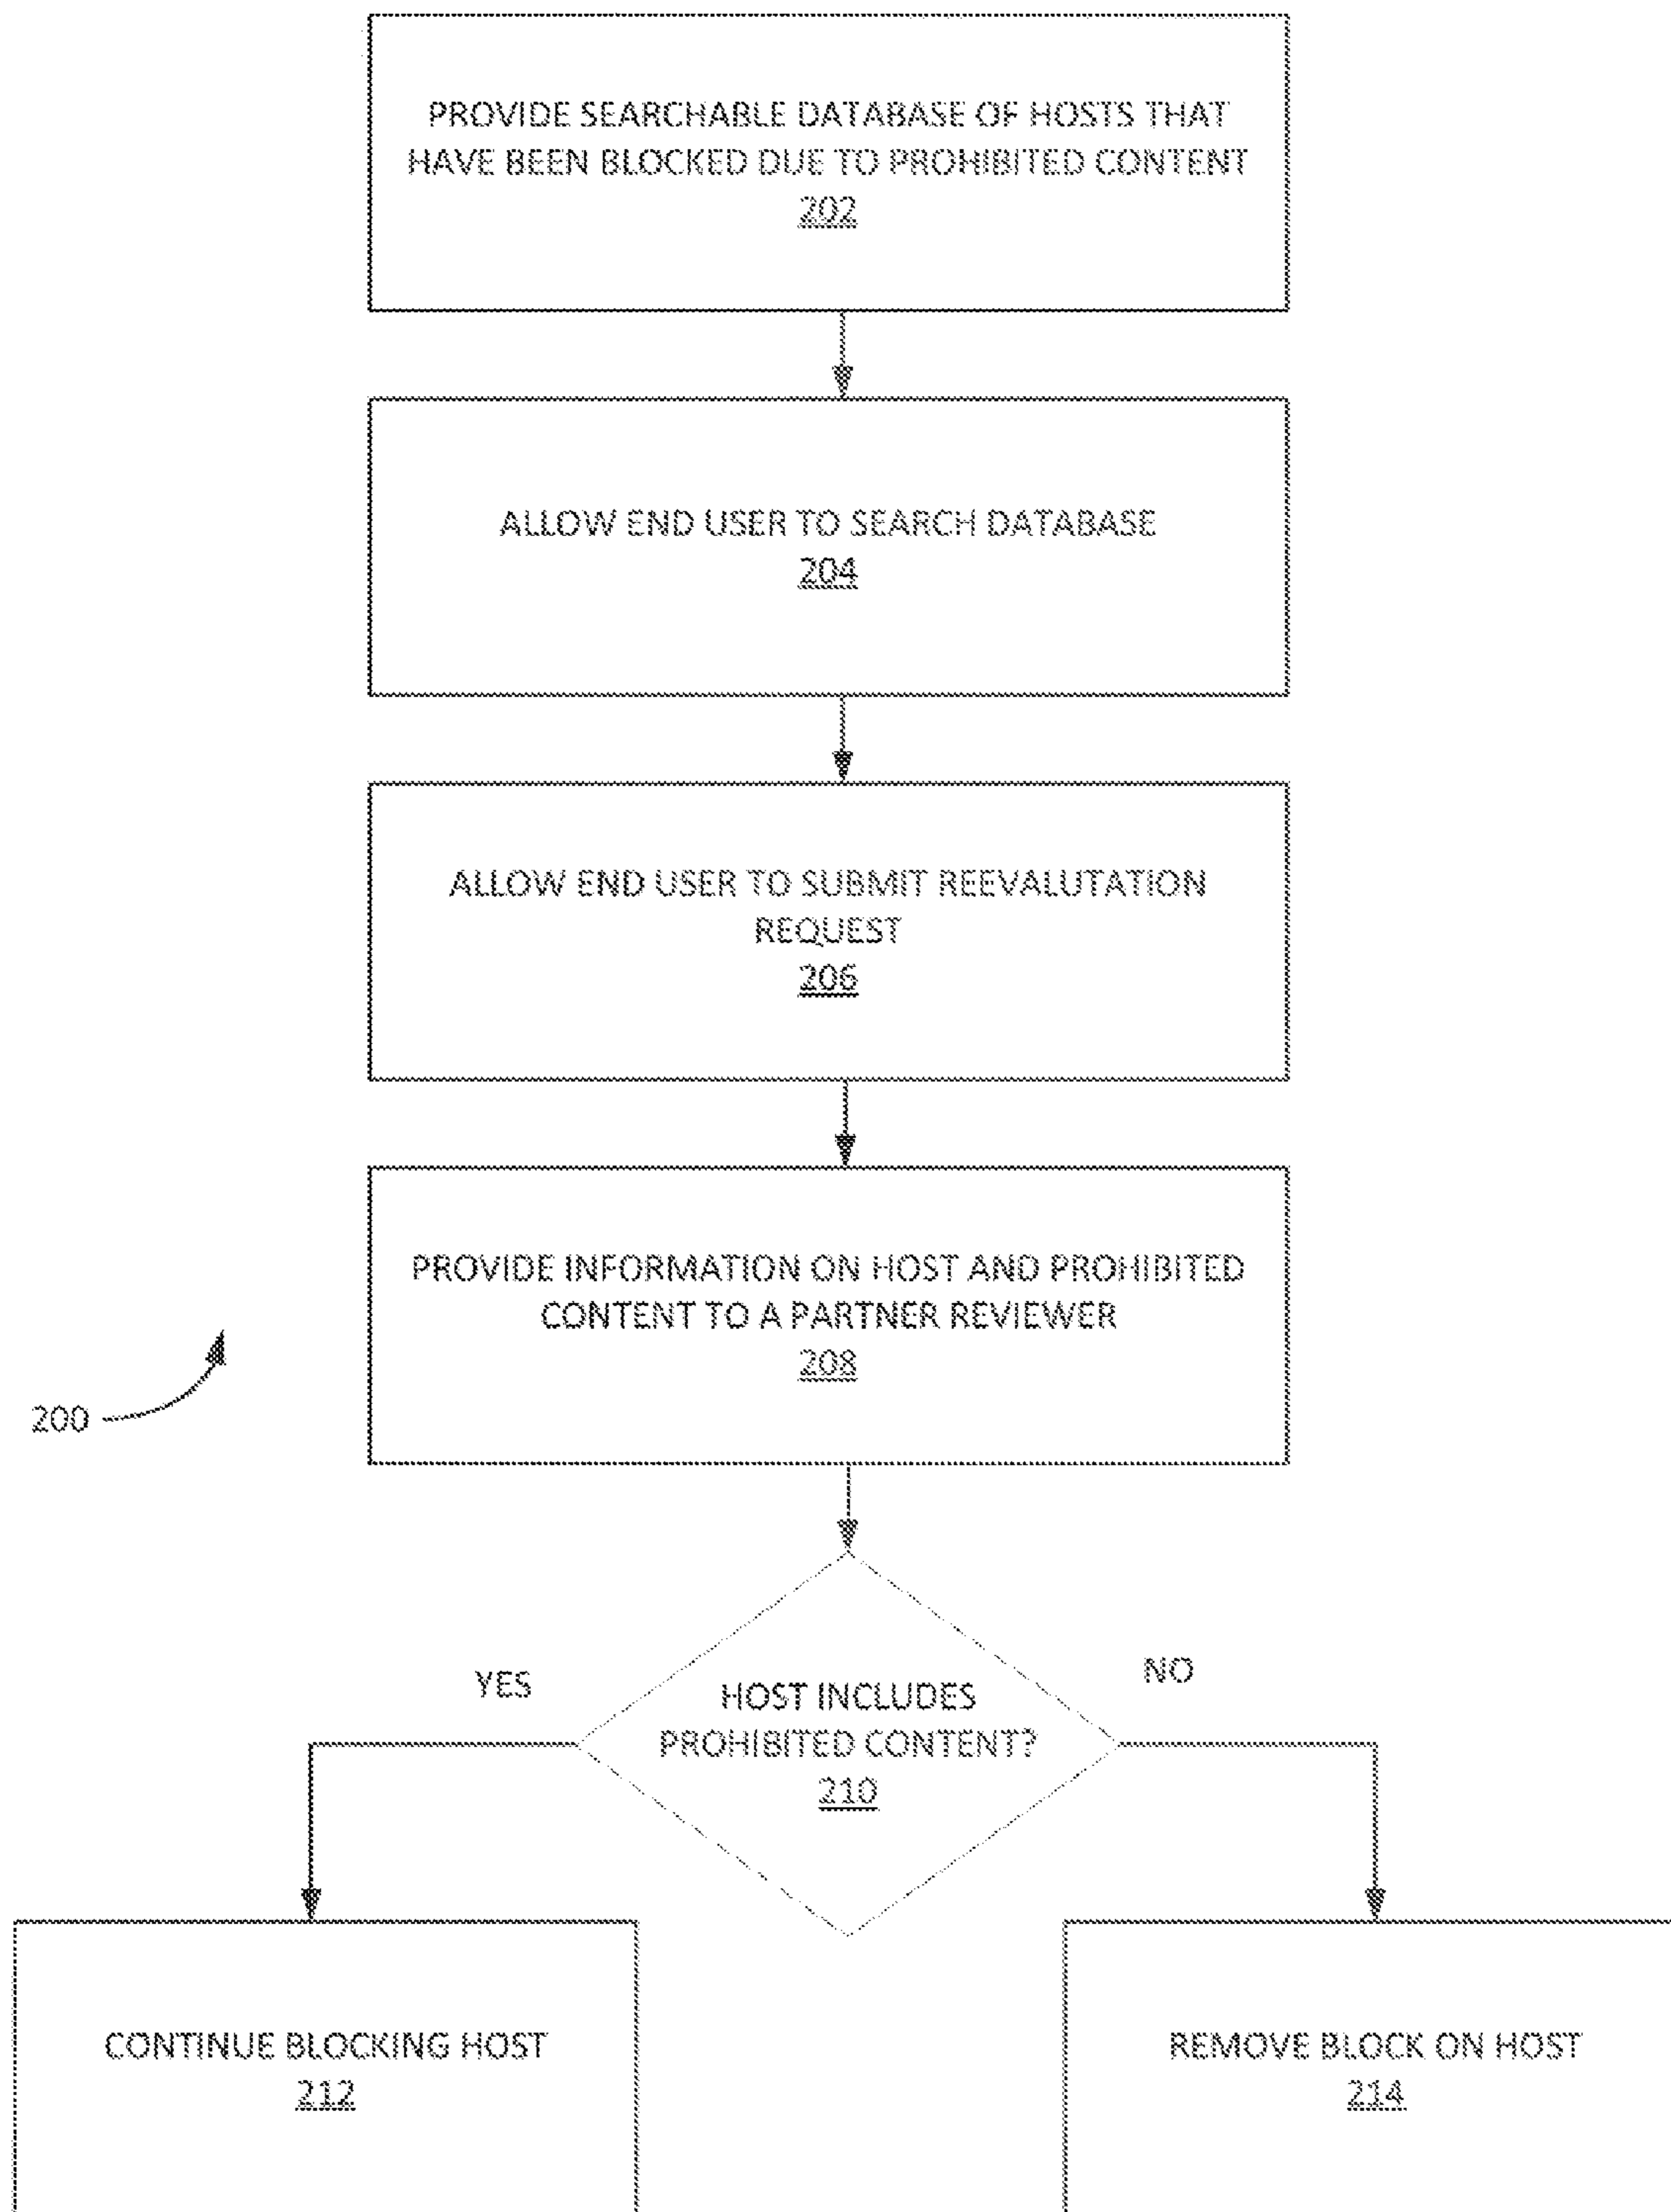 PROVIDE SEARCHABLE DATABASE OF HOSTS THAT
HAVE BEEN BLOCKED DUE TO PROHIBITED CONTENT
202
ALLOW END USER TO SEARCH DATABASE
204
ALLOW END USER TO SUBMIT REEVALUTATION
REQUEST
206
PROVIDE INFORMATION ON HOST AND PROHIBITED
CONTENT TO A PARTNER REVIEWER
208
200
YES
NO
HOST INCLUDES
PROHIBITED CONTENT?
210
CONTINUE BLOCKING HOST
212
REMOVE BLOCK ON HOST
214